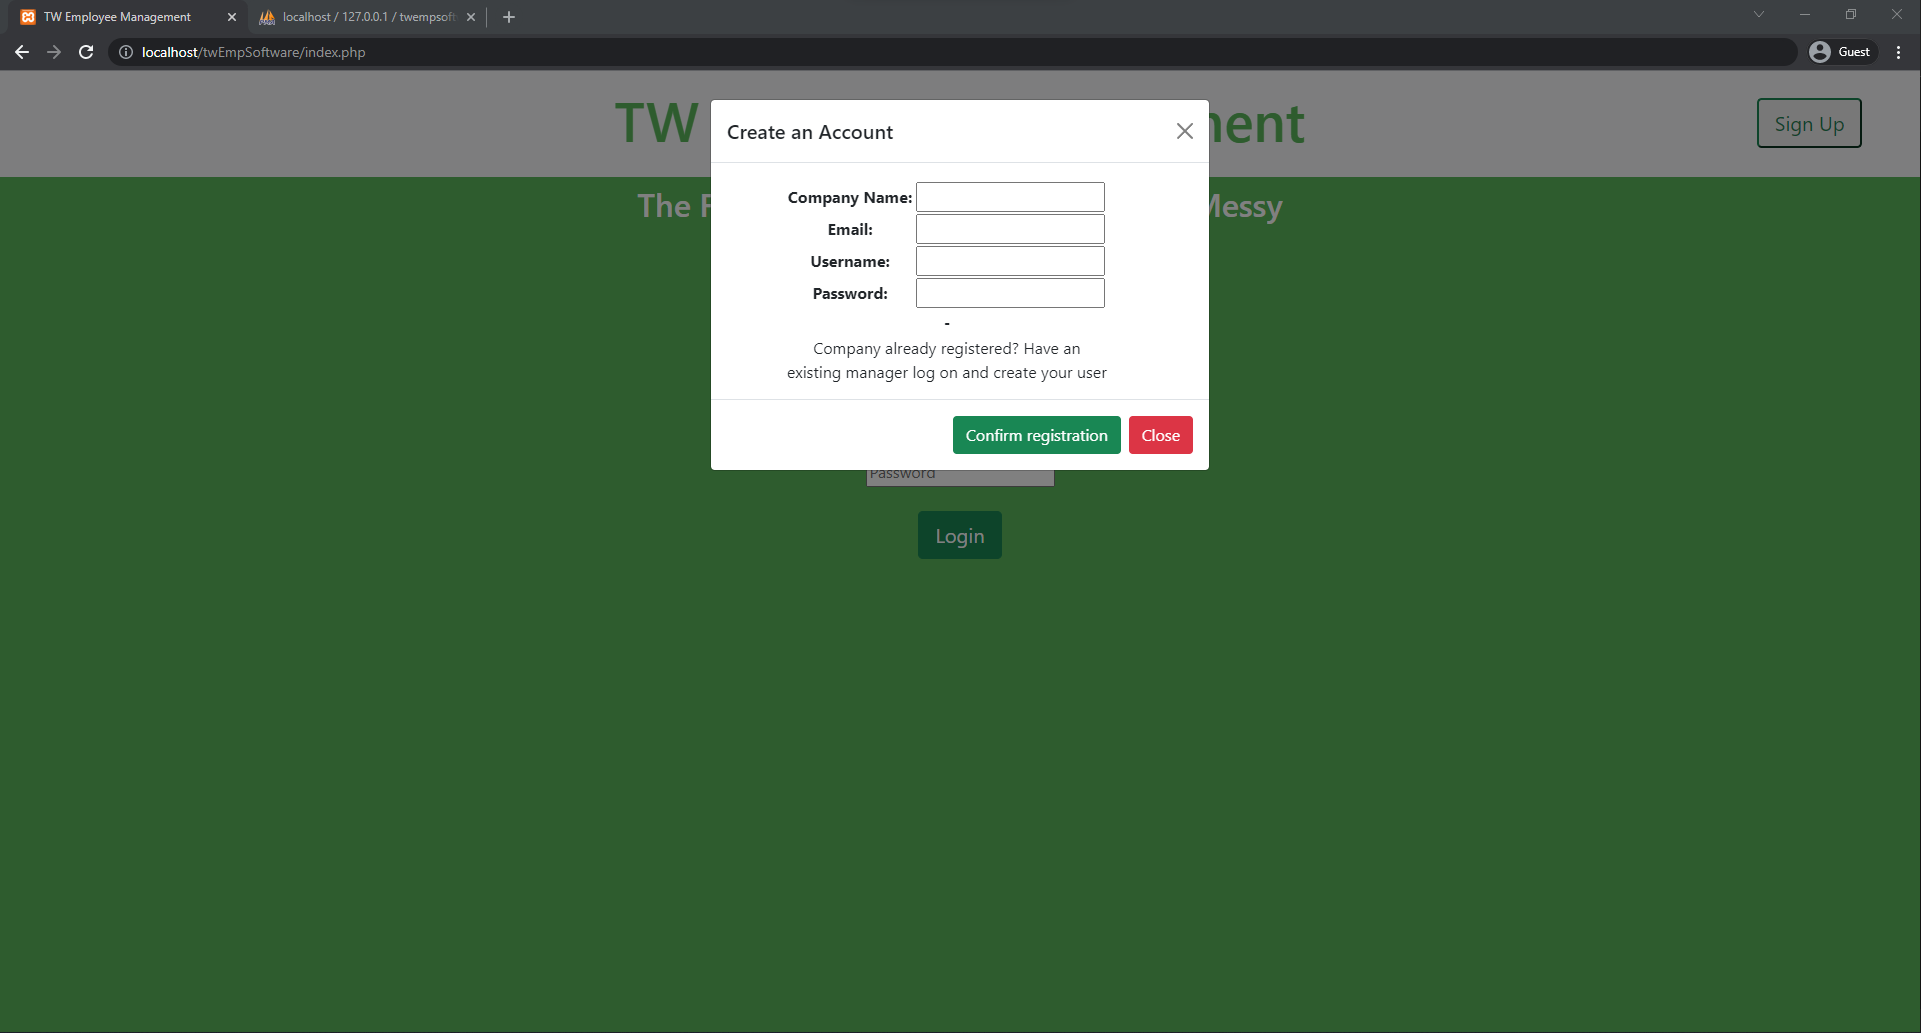 TW Employee Management
localhost / 127.0.0.1 / twempsoft
localhost/twEmpSoftware/index.php
Guest
TW ent
Sign Up
Create an Account
The Messy
Company Name:
Email:
Username:
Password:
-
Company already registered? Have an
existing manager log on and create your user
Confirm registration Close
Password
Login